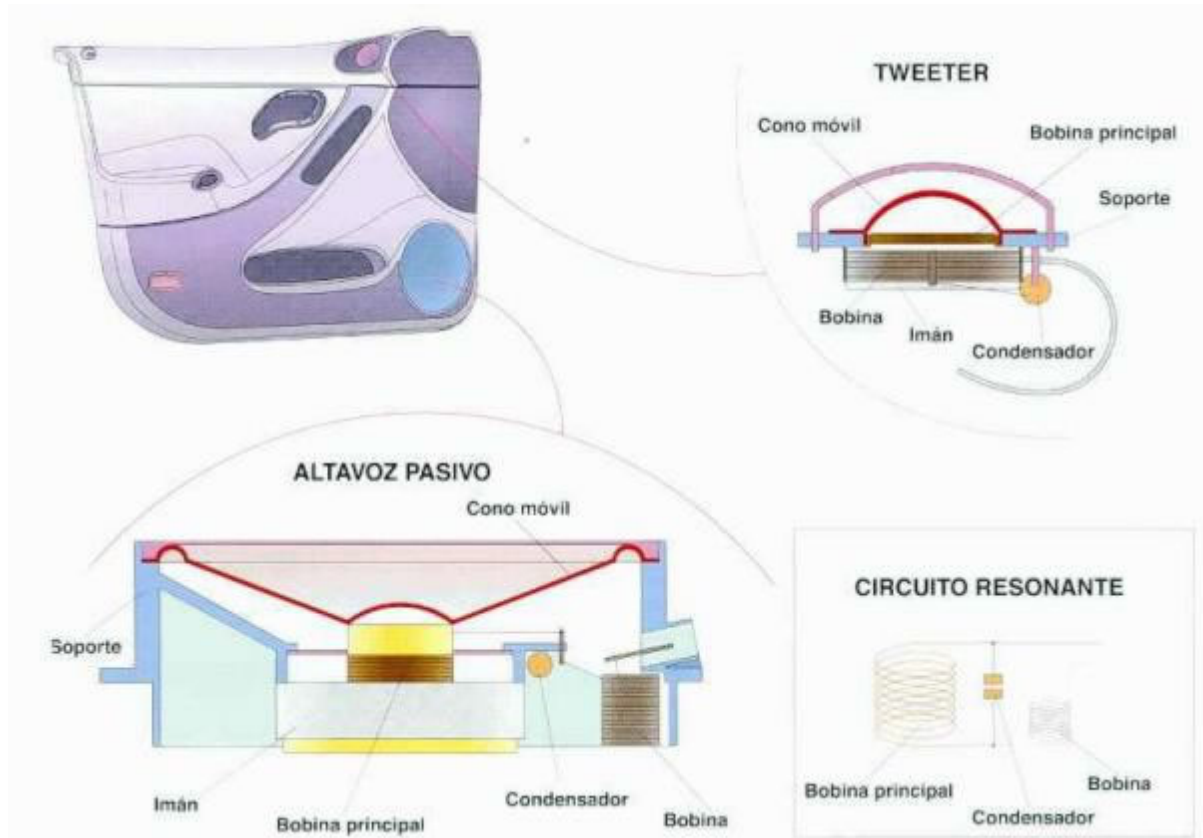 TWEETER
Cono móvil
Bobina principal
Soporte
Bobina
Imán
Condensador
ALTAVOZ PASIVO
Cono móvil
Soporte
Imán
Bobina principal
Condensador
Bobina
CIRCUITO RESONANTE
Bobina principal
Condensador
Bobina